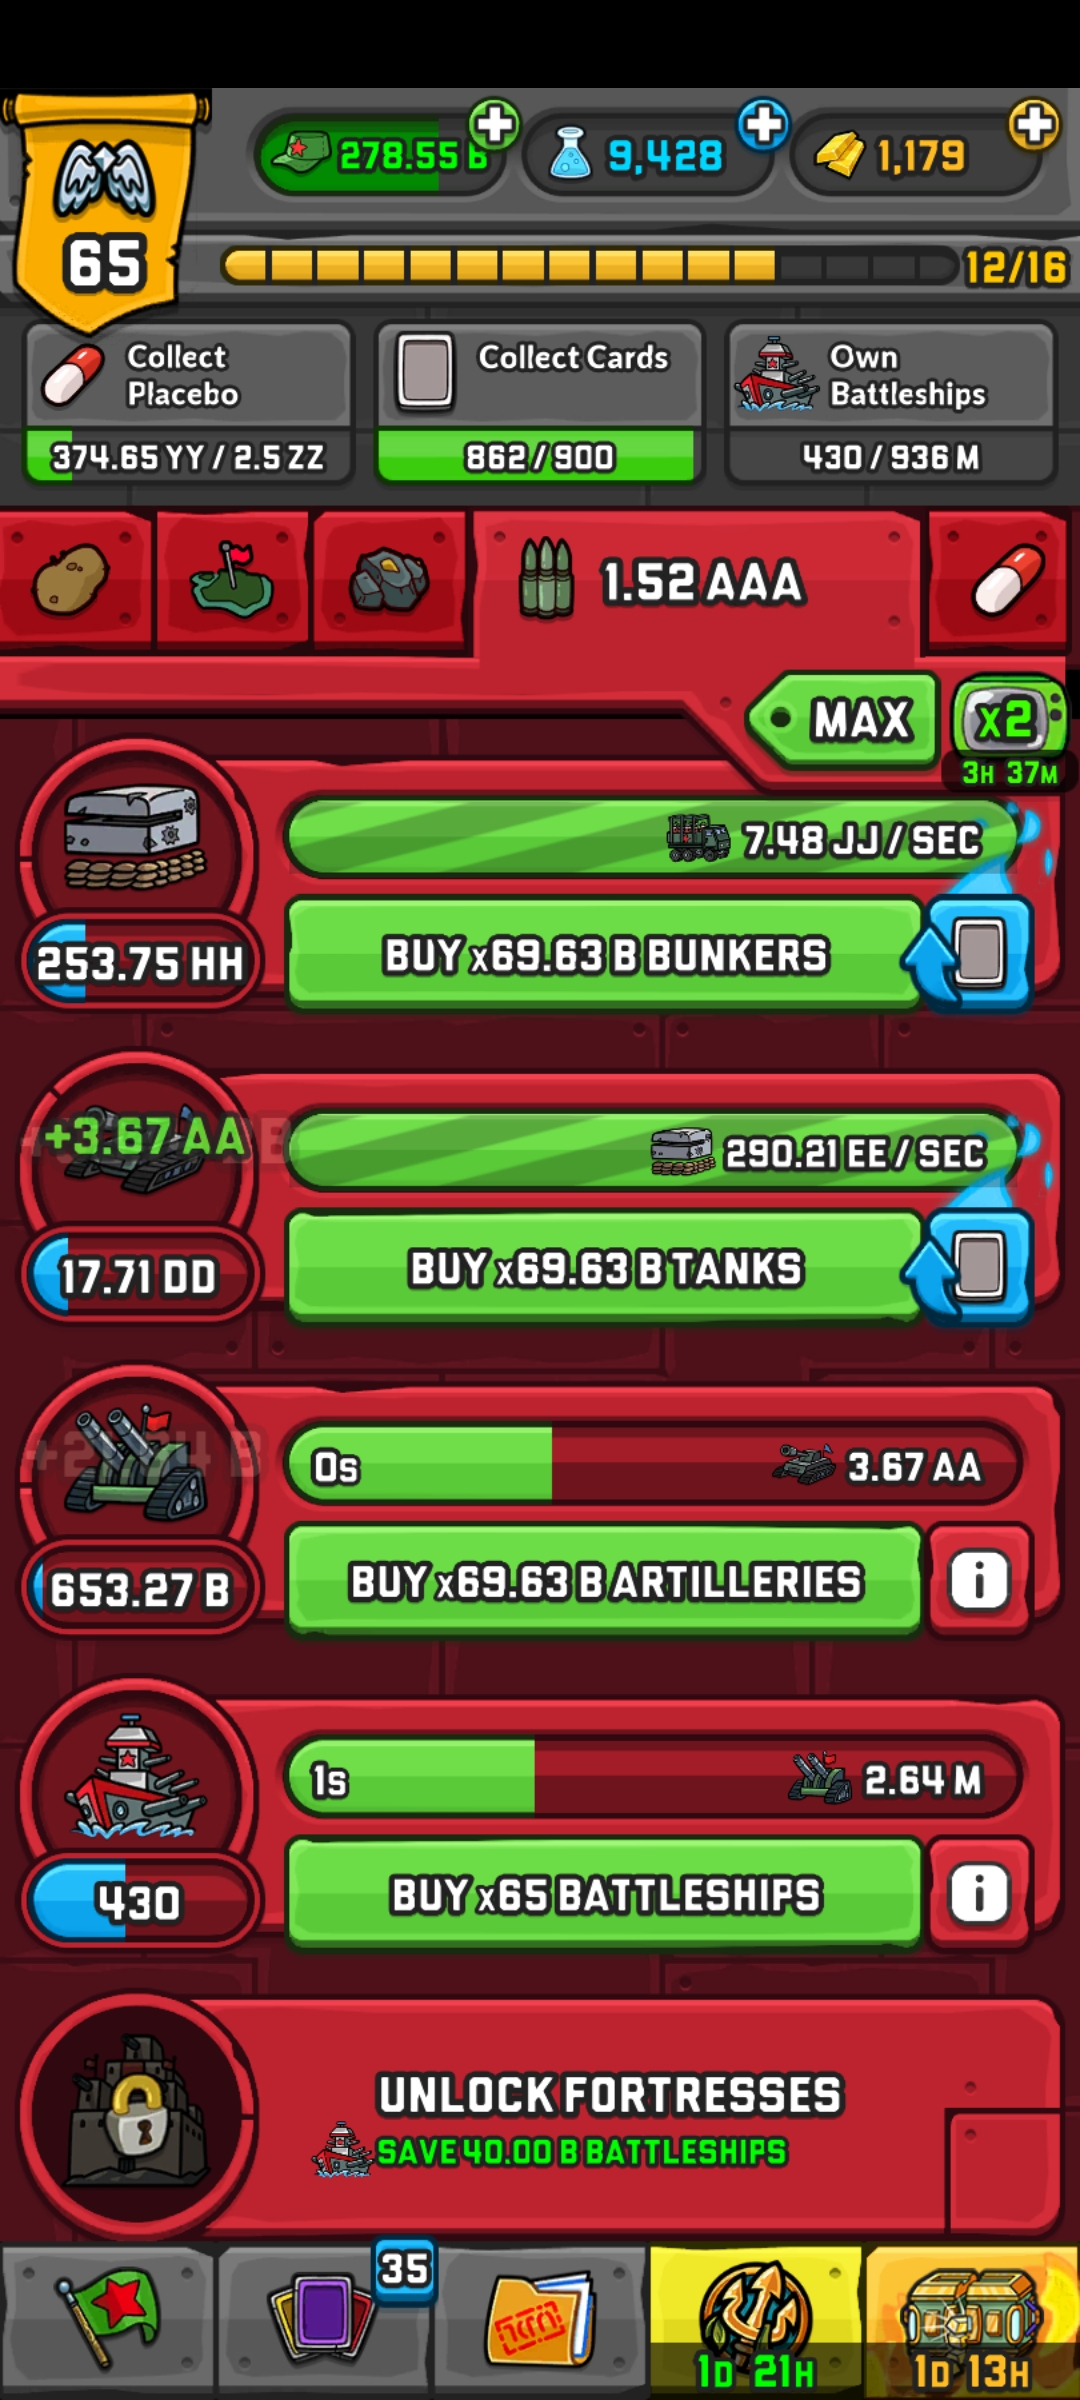 278.55 B
9,428
1,179
65
12/16
Collect
Placebo
374.65 YY / 2.5 ZZ
Collect Cards
862/900
Own
Battleships
430 / 936 M
1.52 AAA
MAX
x2
3H 37M
7.48 JJ / SEC
253.75 HH
BUY x69.63 B BUNKERS
+3.67 AA
290.21 EE / SEC
17.71 DD
BUY x69.63 B TANKS
0s
3.67 AA
653.27 B
BUY x69.63 B ARTILLERIES
i
1s
2.64 M
430
BUY x65 BATTLESHIPS
i
UNLOCK FORTRESSES
SAVE 40.00 B BATTLESHIPS
35
1D 21H
1D 13H